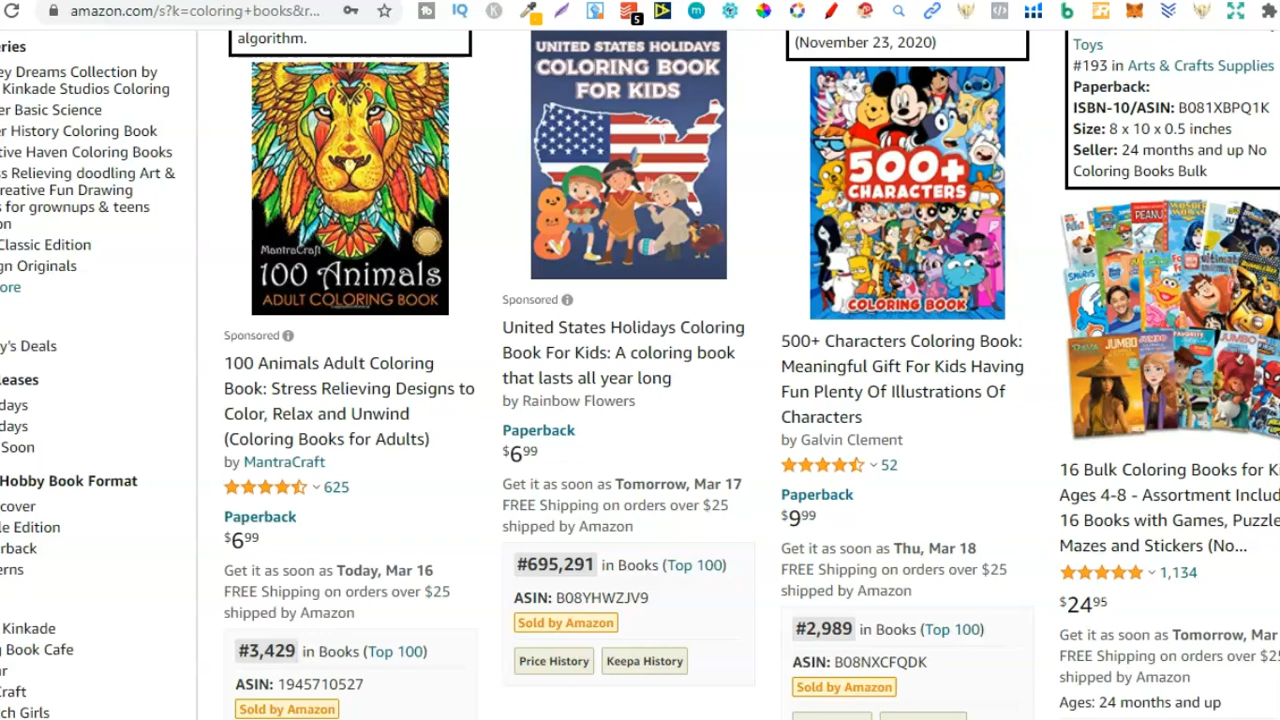 amazon.com/s?k=coloring+books&r...
5
eries
ey Dreams Collection by
Kinkade Studios Coloring
er Basic Science
er History Coloring Book
tive Haven Coloring Books
ss Relieving doodling Art &
reative Fun Drawing
s for grownups & teens
on
Classic Edition
gn Originals
ore
y's Deals
leases
days
days
Soon
Hobby Book Format
cover
le Edition
rback
erns
Kinkade
g Book Cafe
ar
Craft
ch Girls
algorithm.
MantraCraft
100 Animals
ADULT COLORING BOOK
Sponsored
100 Animals Adult Coloring
Book: Stress Relieving Designs to
Color, Relax and Unwind
(Coloring Books for Adults)
by MantraCraft
625
Paperback
$6 99
Get it as soon as Today, Mar 16
FREE Shipping on orders over $25
shipped by Amazon
#3,429 in Books (Top 100)
ASIN: 1945710527
Sold by Amazon
UNITED STATES HOLIDAYS
COLORING BOOK
FOR KIDS
Sponsored
United States Holidays Coloring
Book For Kids: A coloring book
that lasts all year long
by Rainbow Flowers
Paperback
$6 99
Get it as soon as Tomorrow, Mar 17
FREE Shipping on orders over $25
shipped by Amazon
#695,291 in Books (Top 100)
ASIN: B08YHWZJV9
Sold by Amazon
Price History Keepa History
(November 23, 2020)
500+
CHARACTERS
COLORING BOOK
500+ Characters Coloring Book:
Meaningful Gift For Kids Having
Fun Plenty Of Illustrations Of
Characters
by Galvin Clement
52
Paperback
$9 99
Get it as soon as Thu, Mar 18
FREE Shipping on orders over $25
shipped by Amazon
#2,989 in Books (Top 100)
ASIN: B08NXCFQDK
Sold by Amazon
Toys
#193 in Arts & Crafts Supplies
Paperback:
ISBN-10/ASIN: B081XBPQ1K
Size: 8 x 10 x 0.5 inches
Seller: 24 months and up No
Coloring Books Bulk
PEANU
WONDER
SMURFS
Ultimate
JUMBO
JUMBO
16 Bulk Coloring Books for K
Ages 4-8 - Assortment Includ
16 Books with Games, Puzzle
Mazes and Stickers (No...
1,134
$24 95
Get it as soon as Tomorrow, Mar
FREE Shipping on orders over $25
shipped by Amazon
Ages: 24 months and up